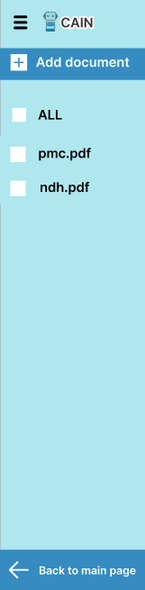 CAIN
Add document
ALL
pmc.pdf
ndh.pdf
Back to main page